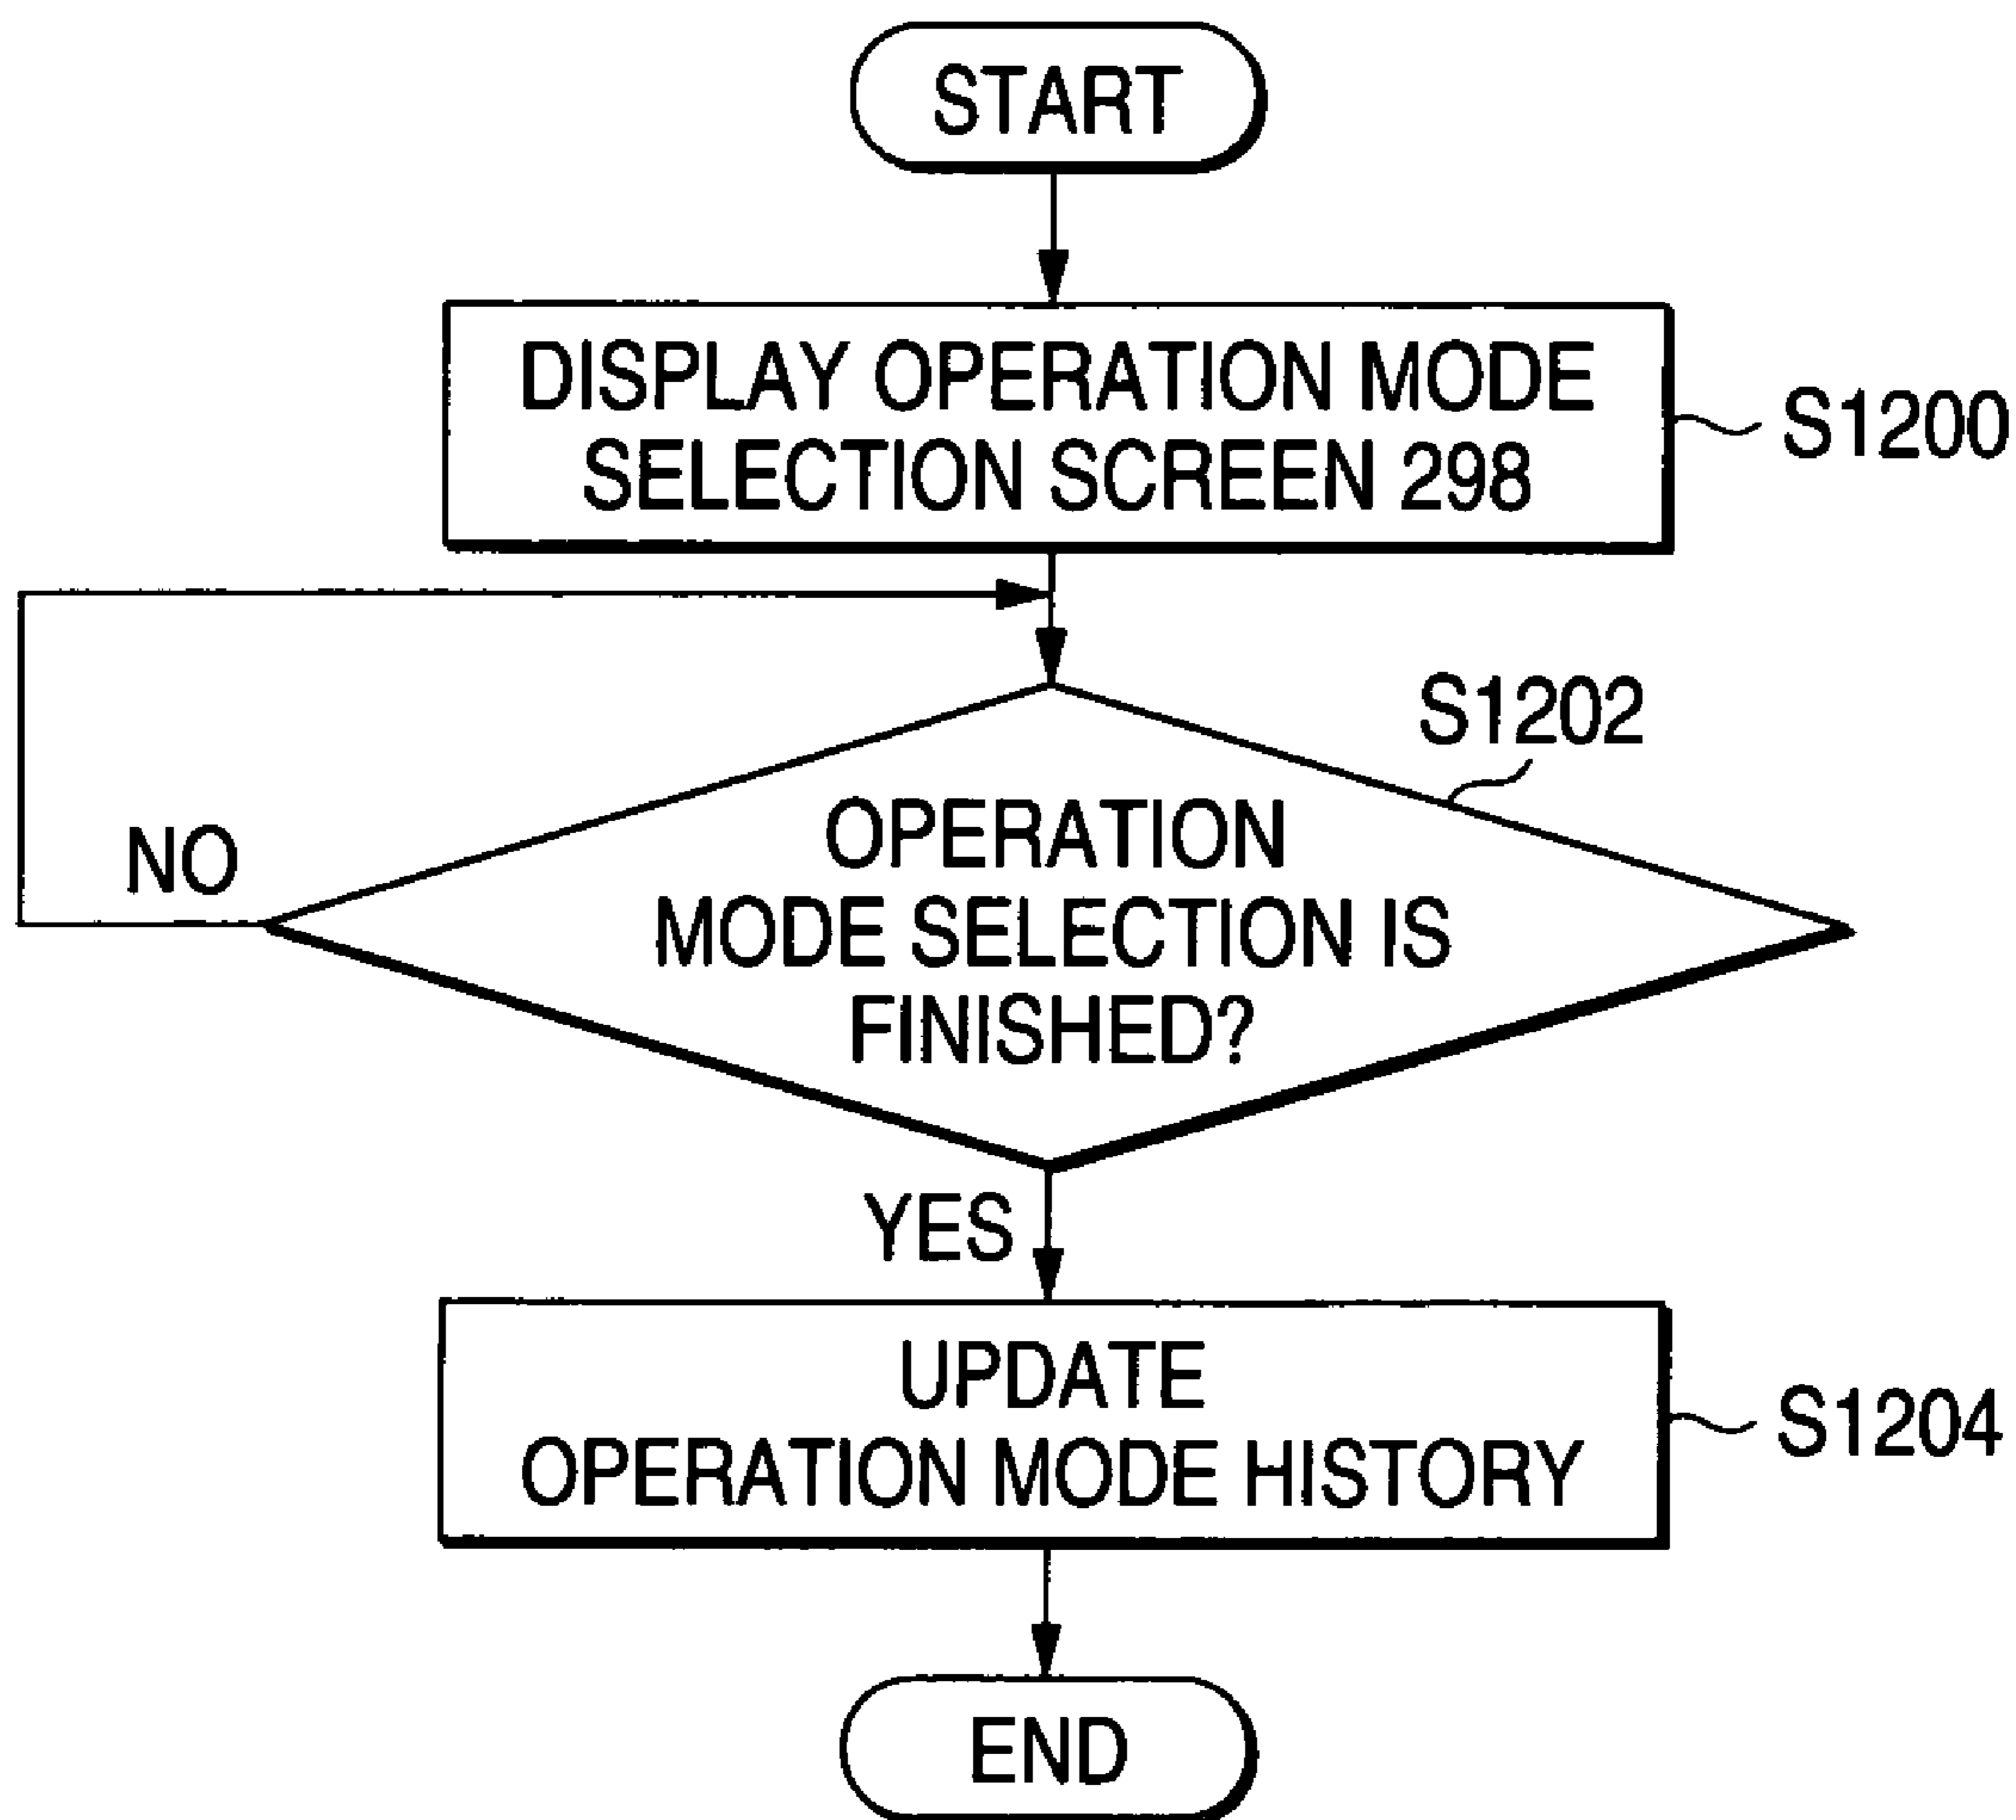 START
DISPLAY OPERATION MODE
SELECTION SCREEN 298
S1200
S1202
OPERATION
MODE SELECTION IS
FINISHED?
NO
YES
UPDATE
OPERATION MODE HISTORY
S1204
END